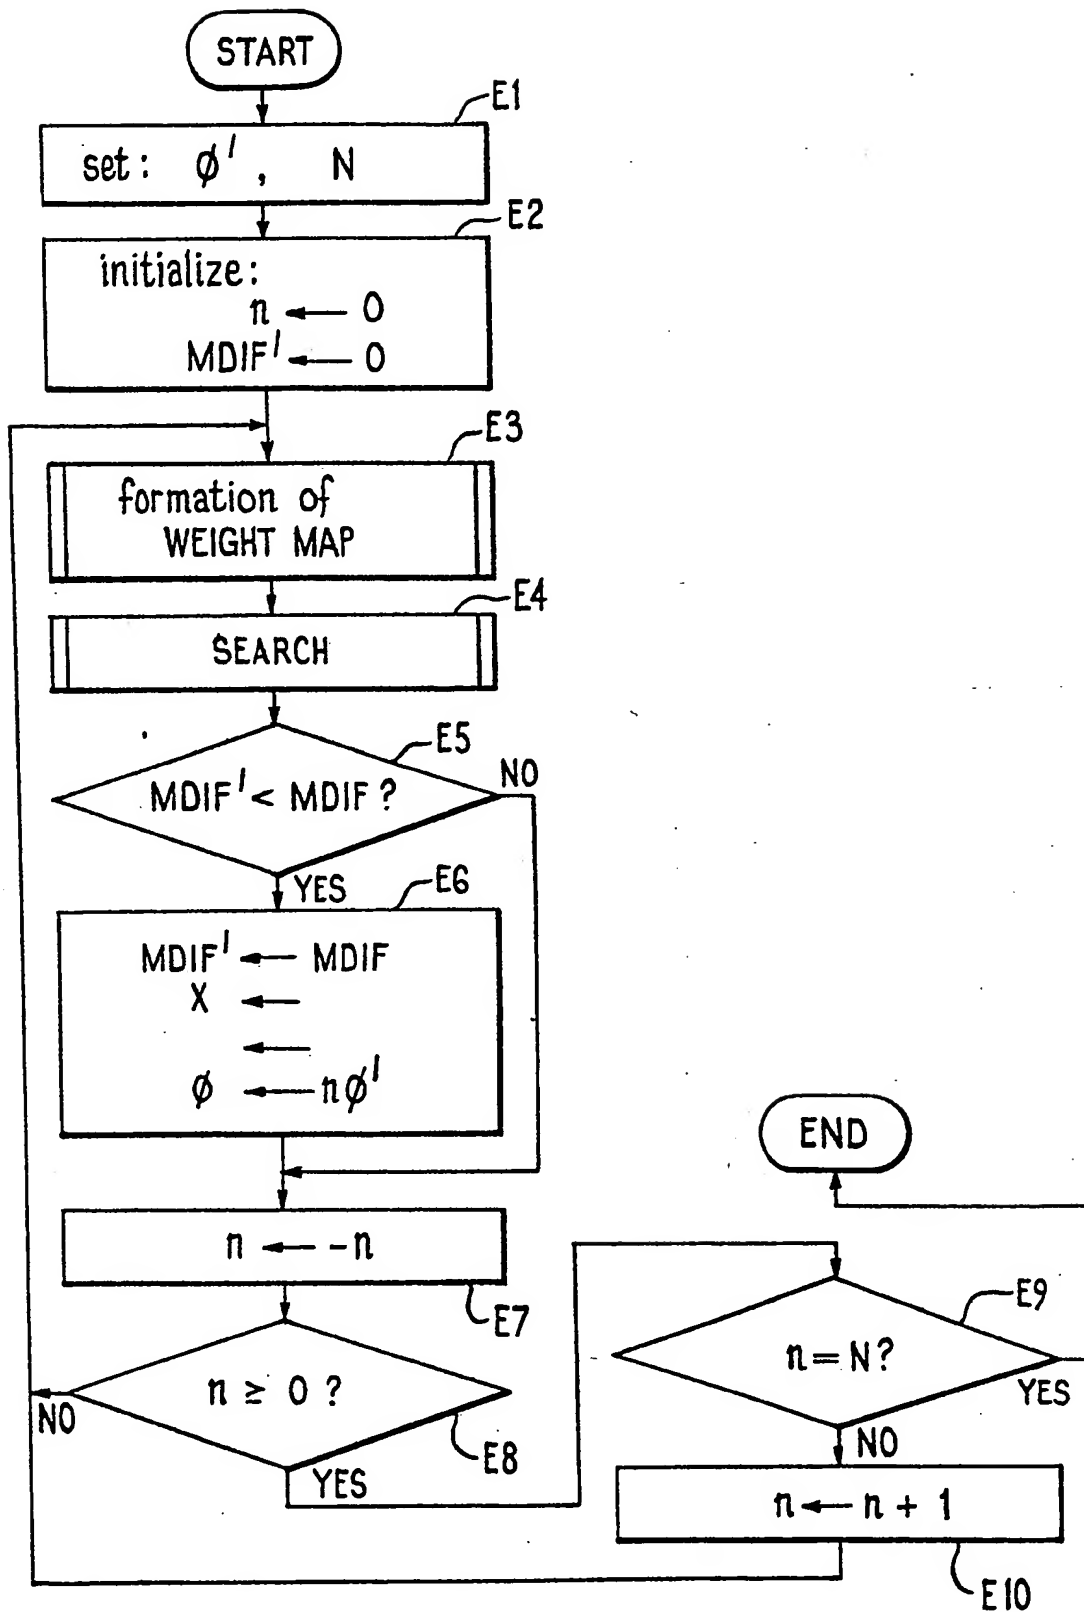 START
E1
set: ϕ', N
E2
initialize:
n ← 0
MDIF' ← 0
E3
formation of
WEIGHT MAP
E4
SEARCH
E5
MDIF' < MDIF ?
NO
YES
E6
MDIF' ← MDIF
X ←
←
ϕ ← nϕ'
n ← -n
E7
n ≥ 0 ?
NO
E8
YES
END
E9
n = N?
YES
NO
n ← n + 1
E10